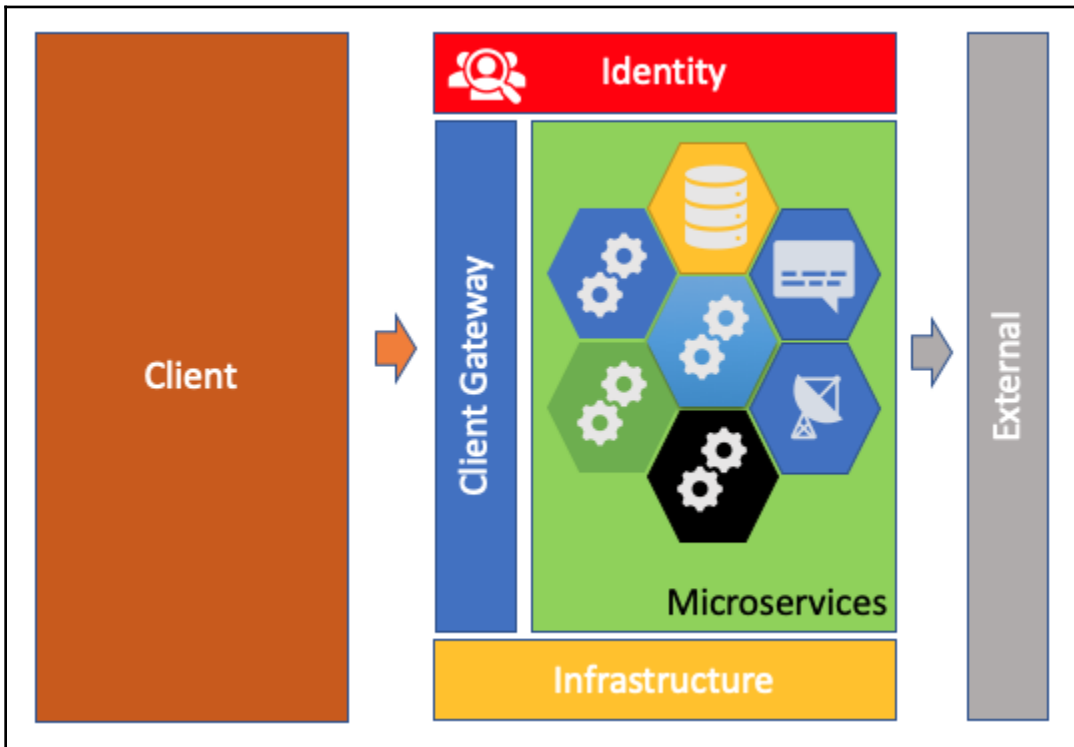 Client
Identity
Client Gateway
Microservices
Infrastructure
External